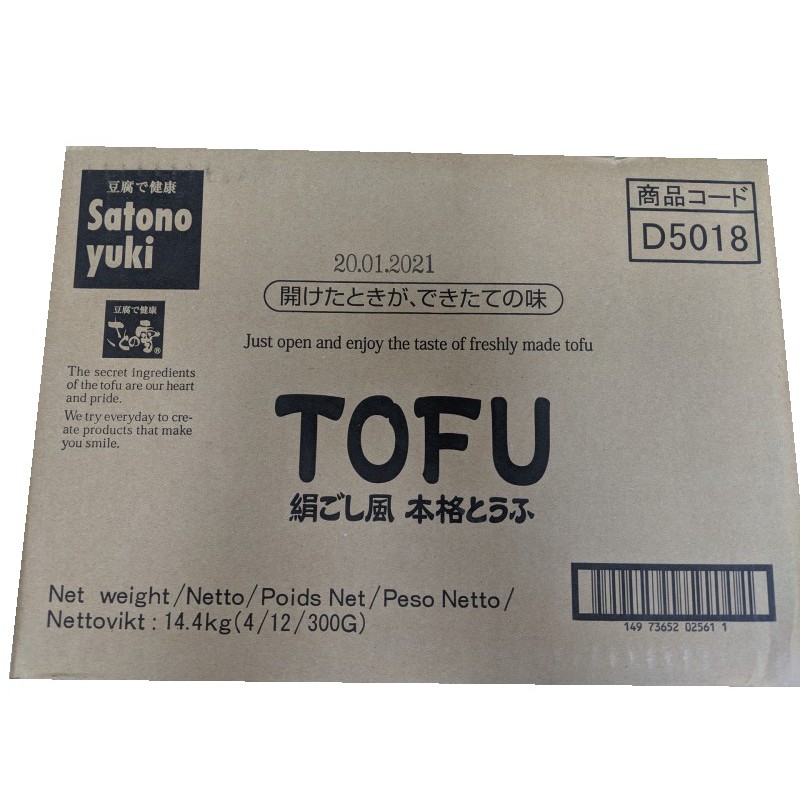 豆腐で健康
Satono
yuki
豆腐で健康
さとの雪®
The secret ingredients
of the tofu are our heart
and pride.
We try everyday to cre-
ate products that make
you smile.
商品コード
D5018
20.01.2021
開けたときが、できたての味
Just open and enjoy the taste of freshly made tofu
TOFU
絹ごし風 本格とうふ
Net weight/Netto/Poids Net/Peso Netto/
Nettovikt : 14.4kg(4/12/300G)
149 73652 02561 1